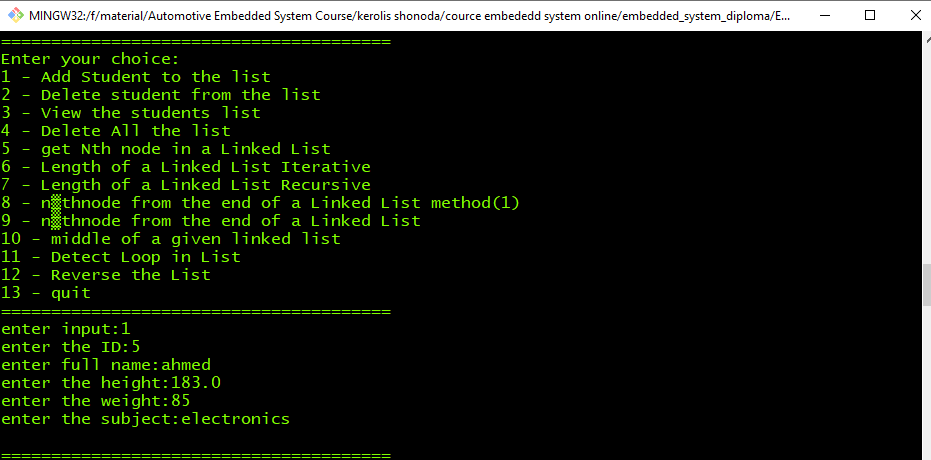 MINGW32:/f/material/Automotive Embedded System Course/kerolis shonoda/cource embededd system online/embedded_system_diploma/E...
=======================================
Enter your choice:
1 - Add Student to the list
2 - Delete student from the list
3 - View the students list
4 - Delete All the list
5 - get Nth node in a Linked List
6 - Length of a Linked List Iterative
7 - Length of a Linked List Recursive
8 - n▒thnode from the end of a Linked List method(1)
9 - n▒thnode from the end of a Linked List
10 - middle of a given linked list
11 - Detect Loop in List
12 - Reverse the List
13 - quit
=======================================
enter input:1
enter the ID:5
enter full name:ahmed
enter the height:183.0
enter the weight:85
enter the subject:electronics
=======================================